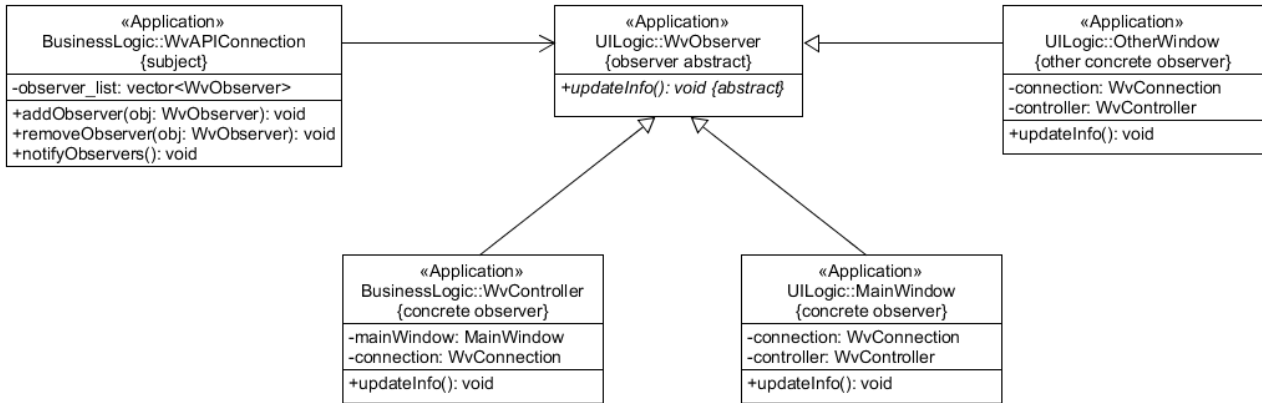 «Application»
BusinessLogic::WvAPIConnection
{subject}
-observer_list: vector<WvObserver>
+addObserver(obj: WvObserver): void
+removeObserver(obj: WvObserver): void
+notifyObservers(): void
«Application»
UILogic::WvObserver
{observer abstract}
+updateInfo(): void {abstract}
«Application»
UILogic::OtherWindow
{other concrete observer}
-connection: WvConnection
-controller: WvController
+updateInfo(): void
«Application»
BusinessLogic::WvController
{concrete observer}
-mainWindow: MainWindow
-connection: WvConnection
+updateInfo(): void
«Application»
UILogic::MainWindow
{concrete observer}
-connection: WvConnection
-controller: WvController
+updateInfo(): void